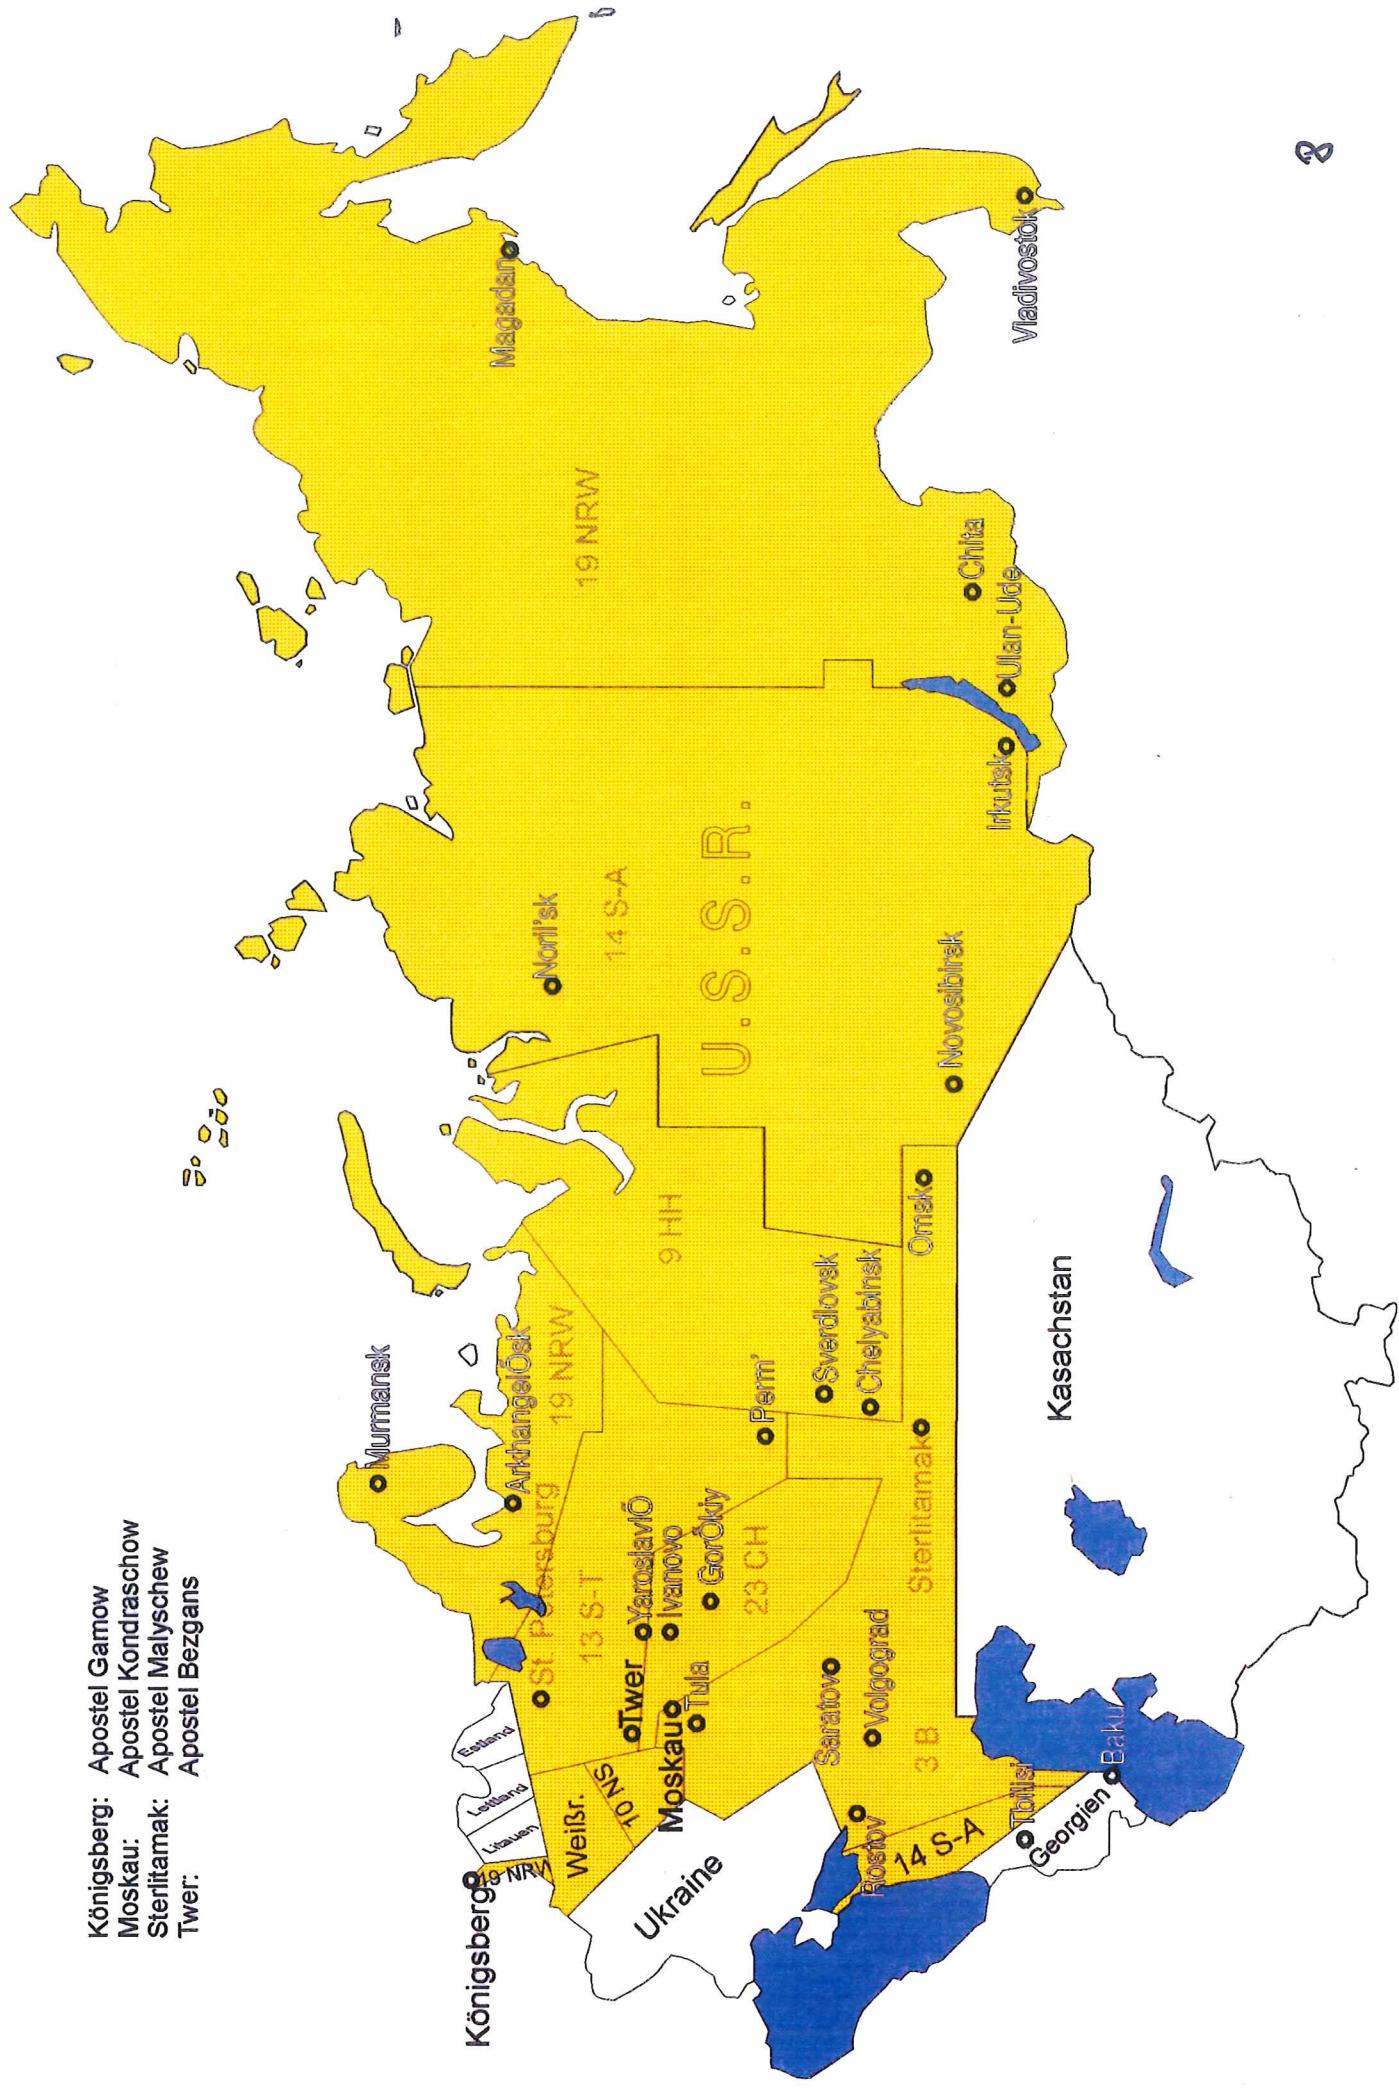 Königsberg: Apostel Gamow
Moskau: Apostel Kondraschow
Sterlitamak: Apostel Malyschew
Twer: Apostel Bezgans
Murmansk
Königsberg
19 NRW
Litauen
Lettland
Estland
St. Petersburg
ArkhangelÕsk
19 NRW
Noril'sk
Magadan
Weißr.
10 NS
13 S-T
Twer
YaroslavlÕ
Ivanovo
9 HH
14 S-A
19 NRW
Moskau
Tula
GorÕkiy
23 CH
Perm'
U.S.S.R.
Ukraine
Saratov
Volgograd
Sverdlovsk
Chelyabinsk
Rostov
3 B
Sterlitamak
Omsk
Novosibirsk
Irkutsk
Ulan-Ude
Chita
Vladivostok
14 S-A
Tbilisi
Georgien
Baku
Kasachstan
8